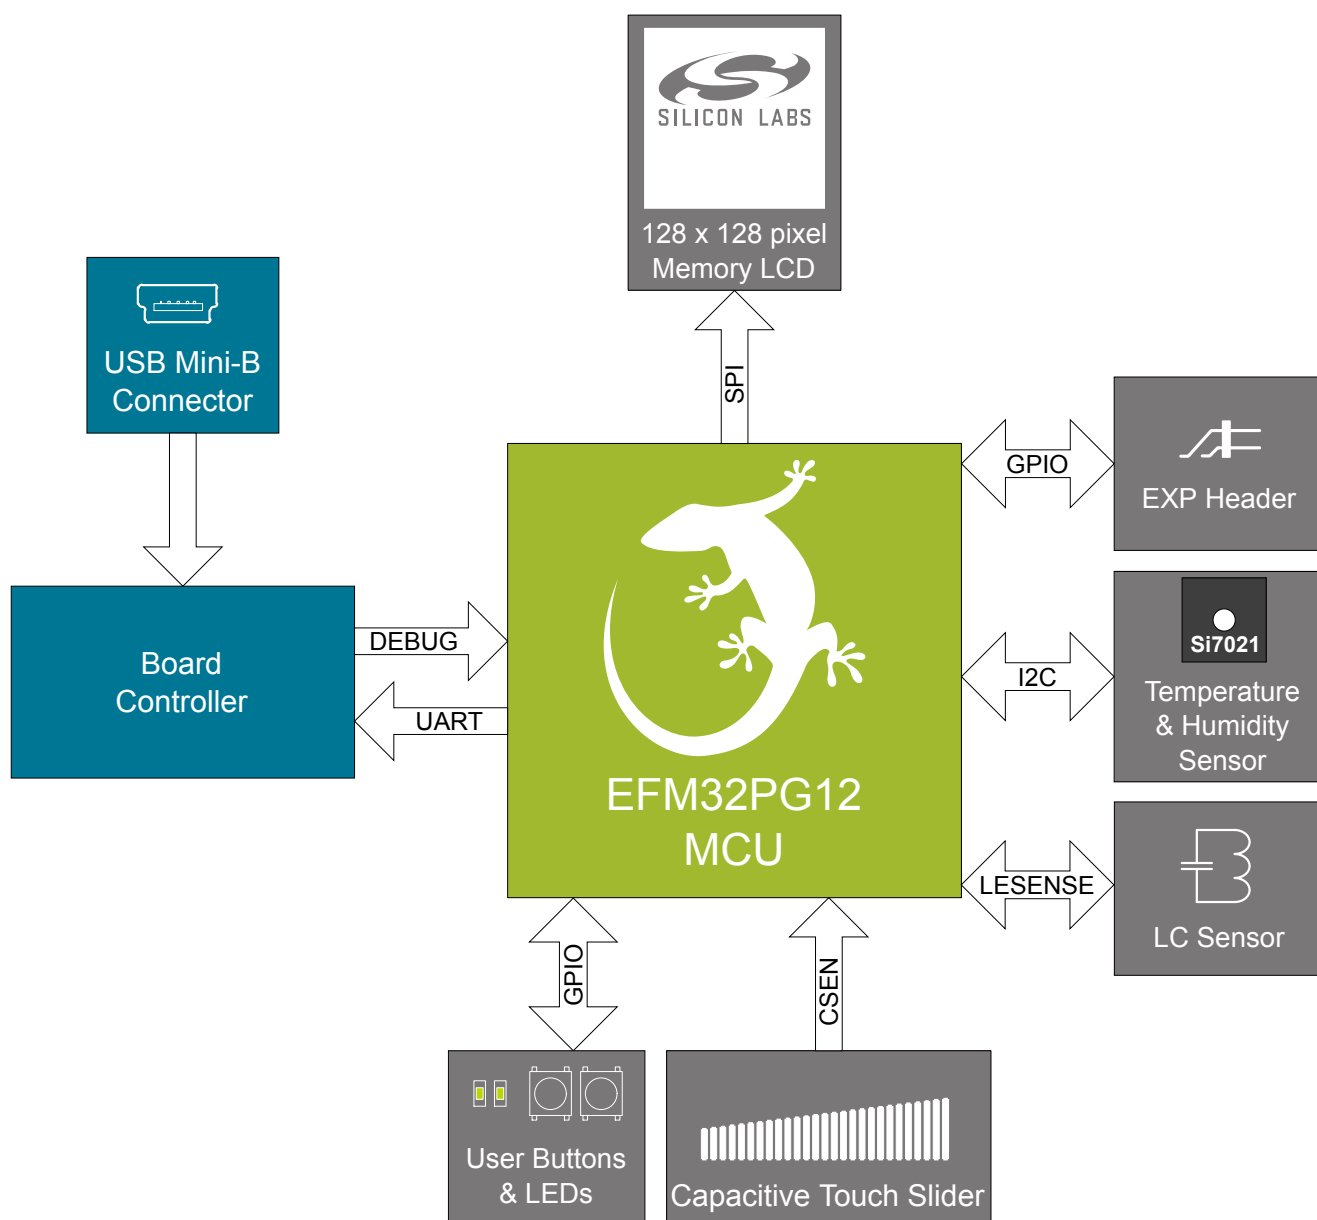 SILICON LABS
128 x 128 pixel
Memory LCD
USB Mini-B
Connector
SPI
GPIO
EXP Header
Board
Controller
DEBUG
UART
EFM32PG12
MCU
Si7021
I2C
Temperature
& Humidity
Sensor
LESENSE
LC Sensor
GPIO
CSEN
User Buttons
& LEDs
Capacitive Touch Slider